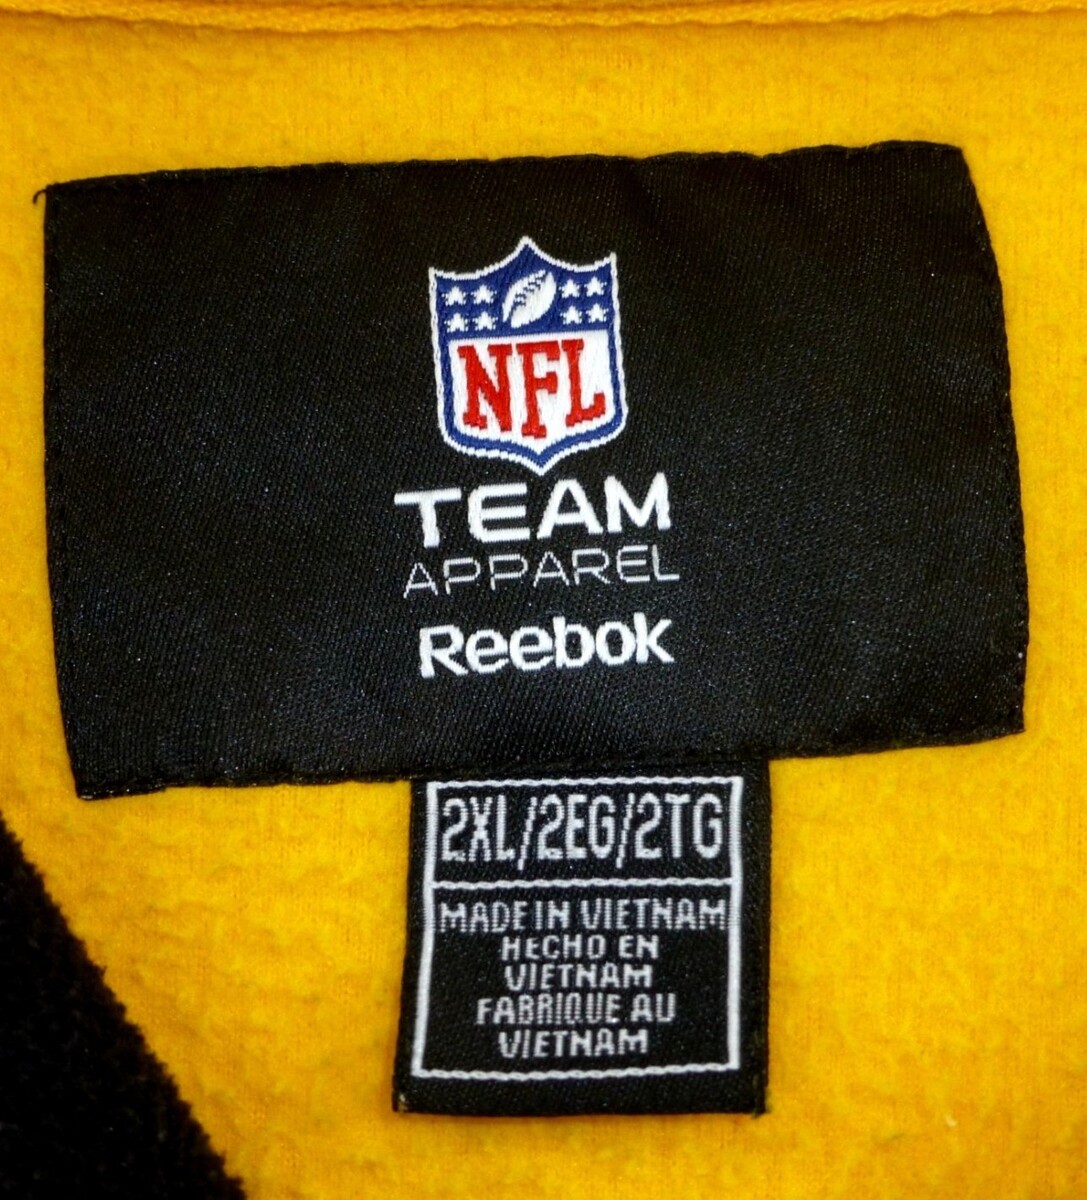 NFL
TEAM
APPAREL
Reebok
2XL/2EG/2TG
MADE IN VIETNAM
HECHO EN
VIETNAM
FABRIQUE AU
VIETNAM